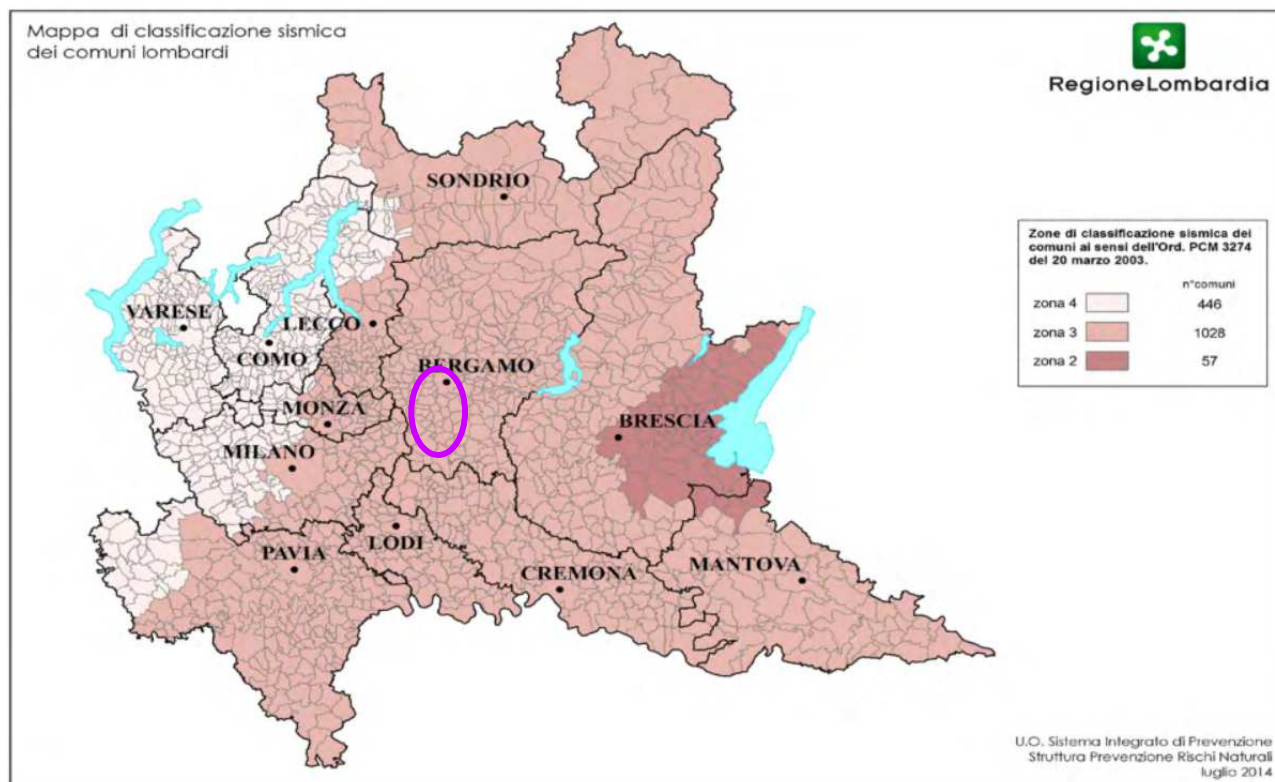 Mappa di classificazione sismica
dei comuni lombardi
RegioneLombardia
SONDRIO
VARESE
LECCO
COMO
BERGAMO
MONZA
BRESCIA
MILANO
PAVIA
LODI
CREMONA
MANTOVA
Zone di classificazione sismica dei
comuni ai sensi dell'Ord. PCM 3274
del 20 marzo 2003.
n°comuni
zona 4 446
zona 3 1028
zona 2 57
U.O. Sistema Integrato di Prevenzione
Struttura Prevenzione Rischi Naturali
luglio 2014